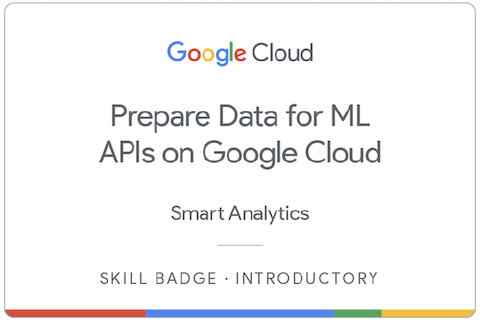 Google Cloud
Prepare Data for ML
APIs on Google Cloud
Smart Analytics
SKILL BADGE · INTRODUCTORY